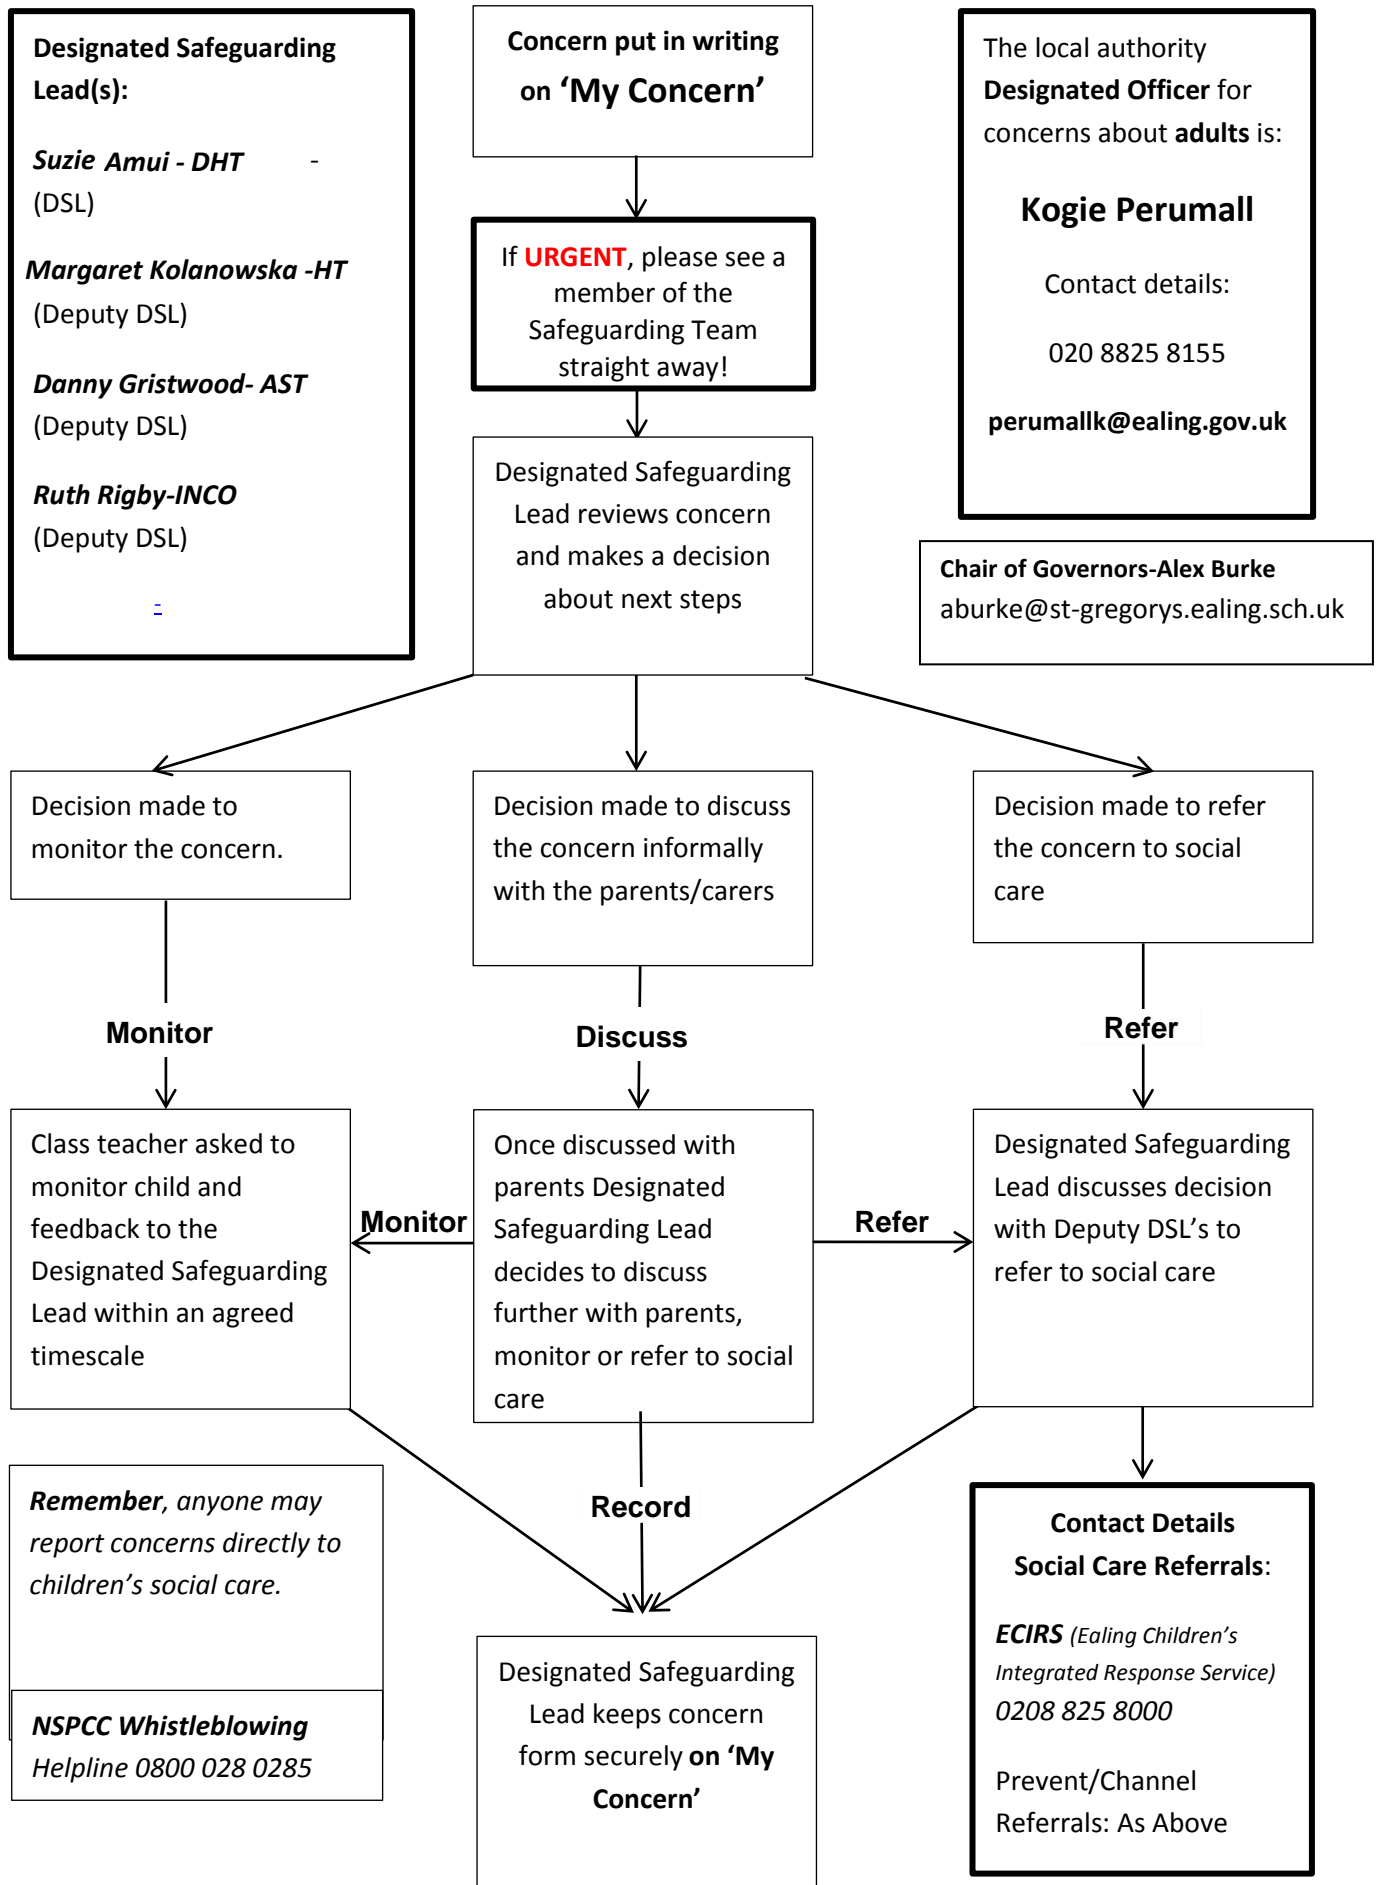 Designated Safeguarding
Lead(s):
Suzie Amui - DHT -
(DSL)
Margaret Kolanowska -HT
(Deputy DSL)
Danny Gristwood- AST
(Deputy DSL)
Ruth Rigby-INCO
(Deputy DSL)
-
Concern put in writing
on ‘My Concern’
If URGENT, please see a
member of the
Safeguarding Team
straight away!
Designated Safeguarding
Lead reviews concern
and makes a decision
about next steps
The local authority
Designated Officer for
concerns about adults is:
Kogie Perumall
Contact details:
020 8825 8155
perumallk@ealing.gov.uk
Chair of Governors-Alex Burke
aburke@st-gregorys.ealing.sch.uk
Decision made to
monitor the concern.
Decision made to discuss
the concern informally
with the parents/carers
Decision made to refer
the concern to social
care
Monitor
Discuss
Refer
Class teacher asked to
monitor child and
feedback to the
Designated Safeguarding
Lead within an agreed
timescale
Monitor
Once discussed with
parents Designated
Safeguarding Lead
decides to discuss
further with parents,
monitor or refer to social
care
Refer
Designated Safeguarding
Lead discusses decision
with Deputy DSL’s to
refer to social care
Remember, anyone may
report concerns directly to
children’s social care.
NSPCC Whistleblowing
Helpline 0800 028 0285
Record
Designated Safeguarding
Lead keeps concern
form securely on ‘My
Concern’
Contact Details
Social Care Referrals:
ECIRS (Ealing Children’s
Integrated Response Service)
0208 825 8000
Prevent/Channel
Referrals: As Above